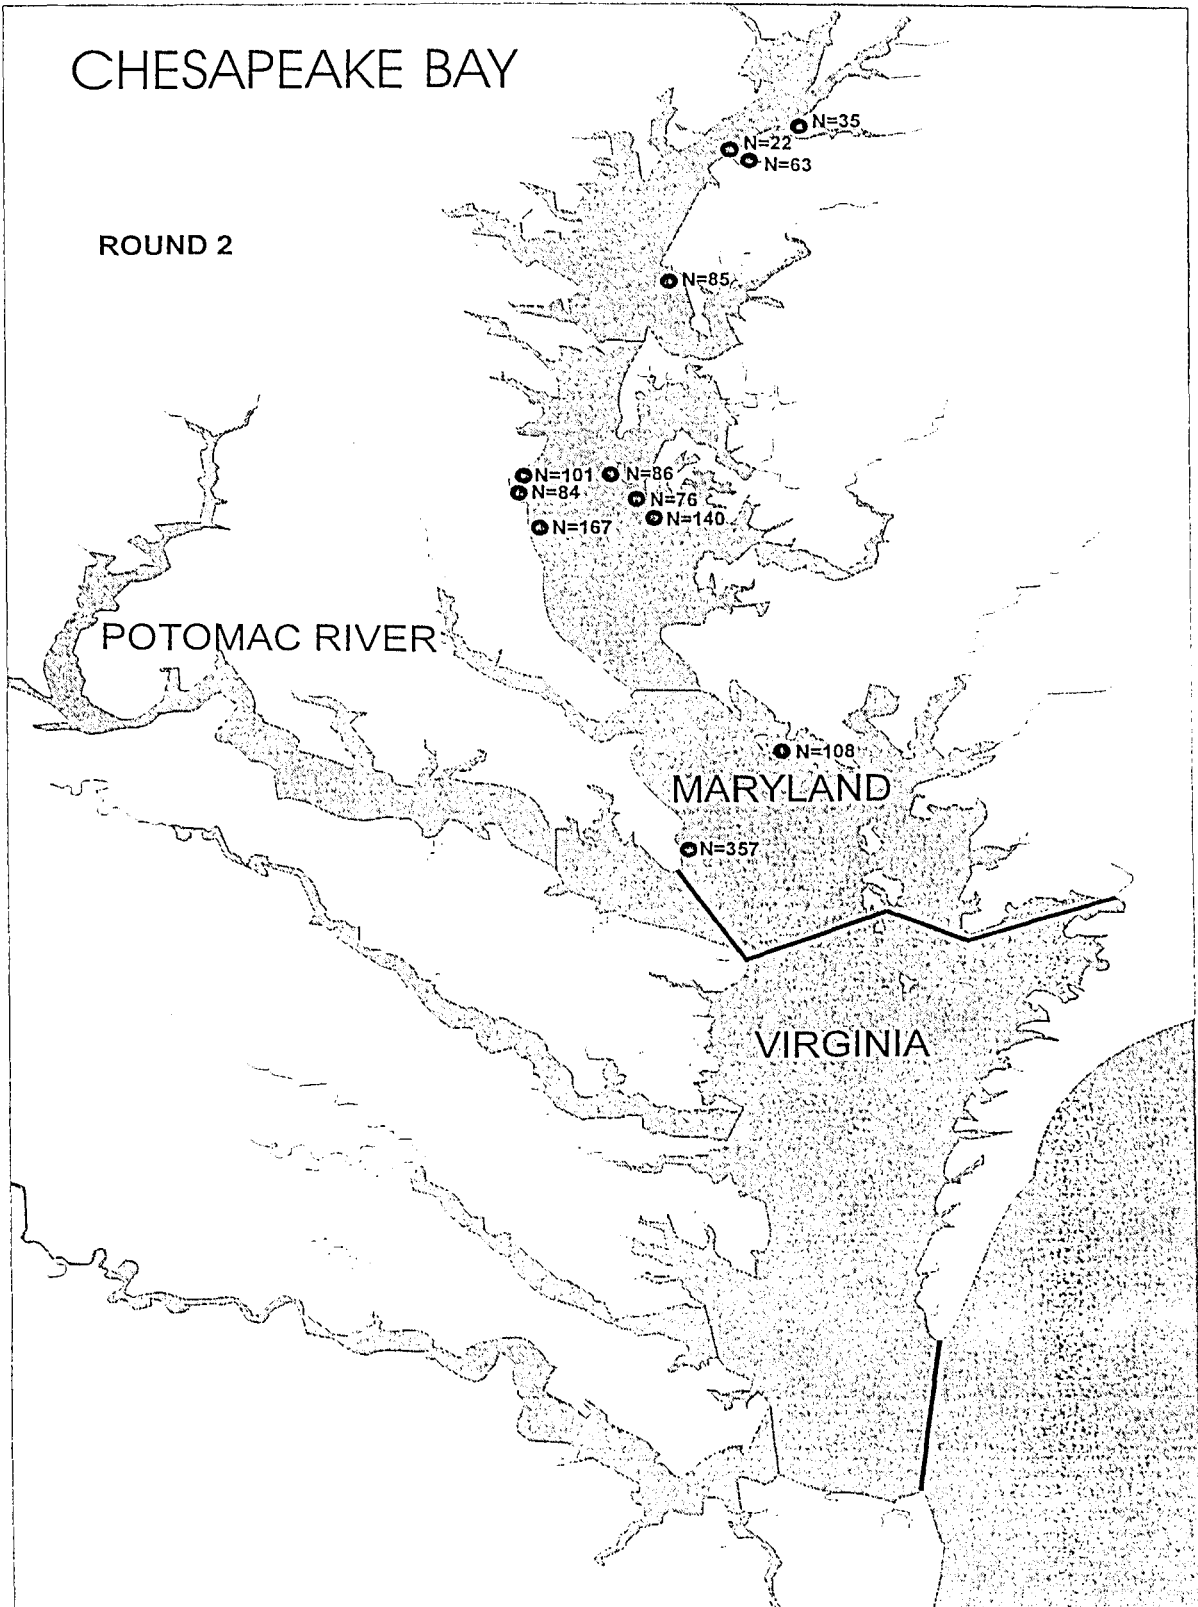 CHESAPEAKE BAY
N=35
N=22
N=63
ROUND 2
N=85
N=101
N=86
N=84
N=76
N=140
N=167
POTOMAC RIVER
N=108
MARYLAND
N=357
VIRGINIA